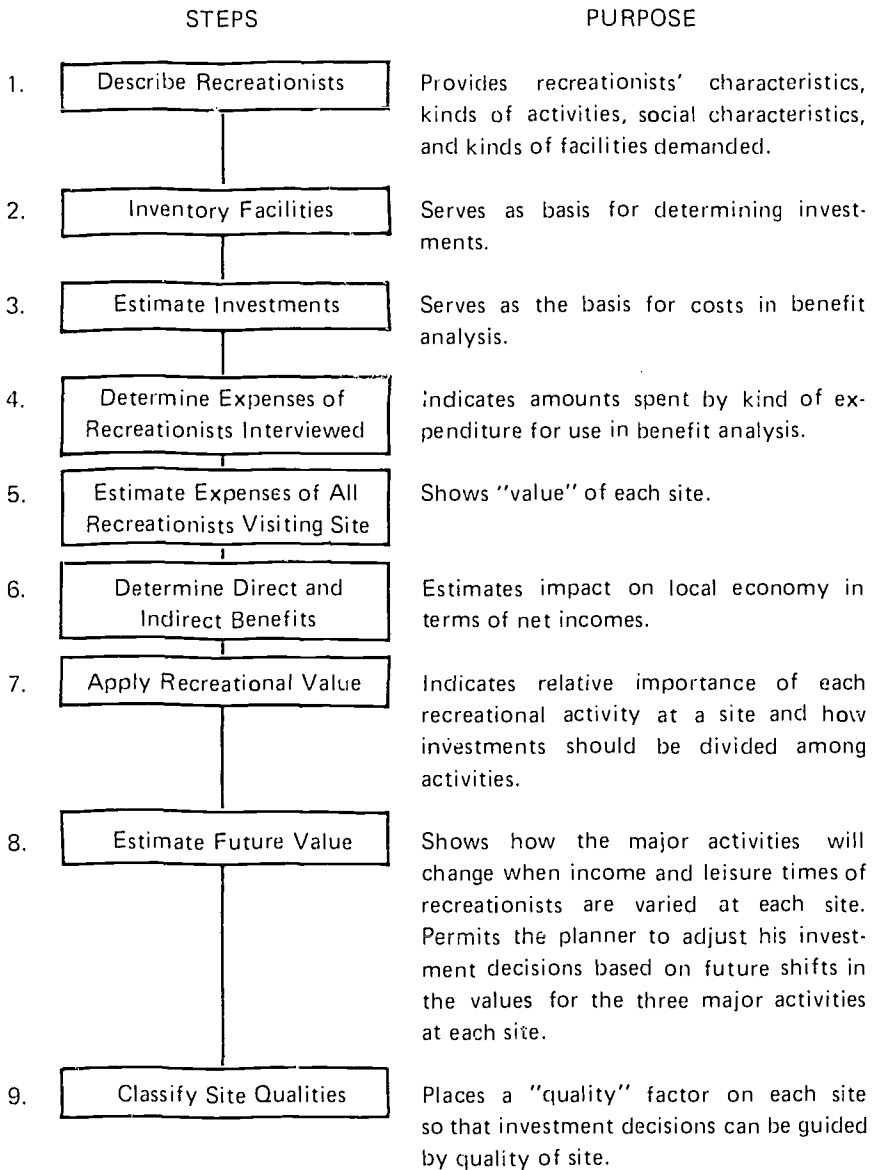 STEPS PURPOSE
1. Describe Recreationists Provides recreationists' characteristics,
kinds of activities, social characteristics,
and kinds of facilities demanded.
2. Inventory Facilities Serves as basis for determining invest-
ments.
3. Estimate Investments Serves as the basis for costs in benefit
analysis.
4. Determine Expenses of Indicates amounts spent by kind of ex-
Recreationists Interviewed penditure for use in benefit analysis.
5. Estimate Expenses of All Shows "value" of each site.
Recreationists Visiting Site
6. Determine Direct and Estimates impact on local economy in
Indirect Benefits terms of net incomes.
7. Apply Recreational Value Indicates relative importance of each
recreational activity at a site and how
investments should be divided among
activities.
8. Estimate Future Value Shows how the major activities will
change when income and leisure times of
recreationists are varied at each site.
Permits the planner to adjust his invest-
ment decisions based on future shifts in
the values for the three major activities
at each site.
9. Classify Site Qualities Places a "quality" factor on each site
so that investment decisions can be guided
by quality of site.